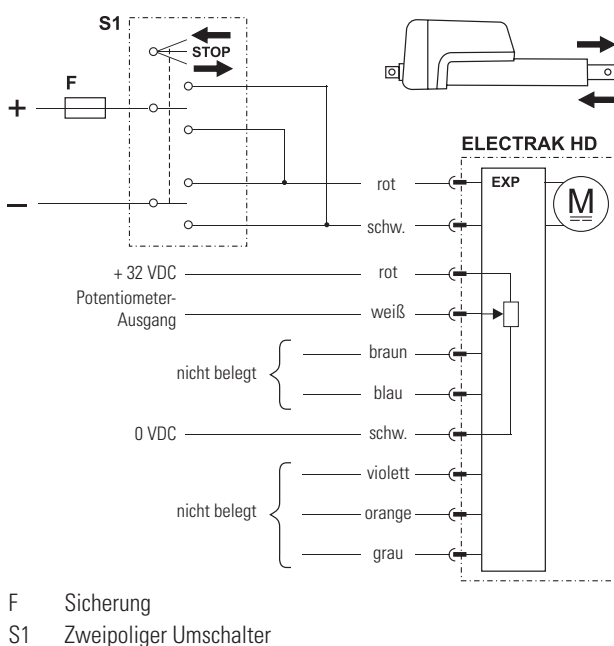 S1
STOP
F
+
–
ELECTRAK HD
EXP
M
rot
schw.
+ 32 VDC
rot
Potentiometer-
Ausgang
weiß
nicht belegt
braun
blau
0 VDC
schw.
nicht belegt
violett
orange
grau
F Sicherung
S1 Zweipoliger Umschalter